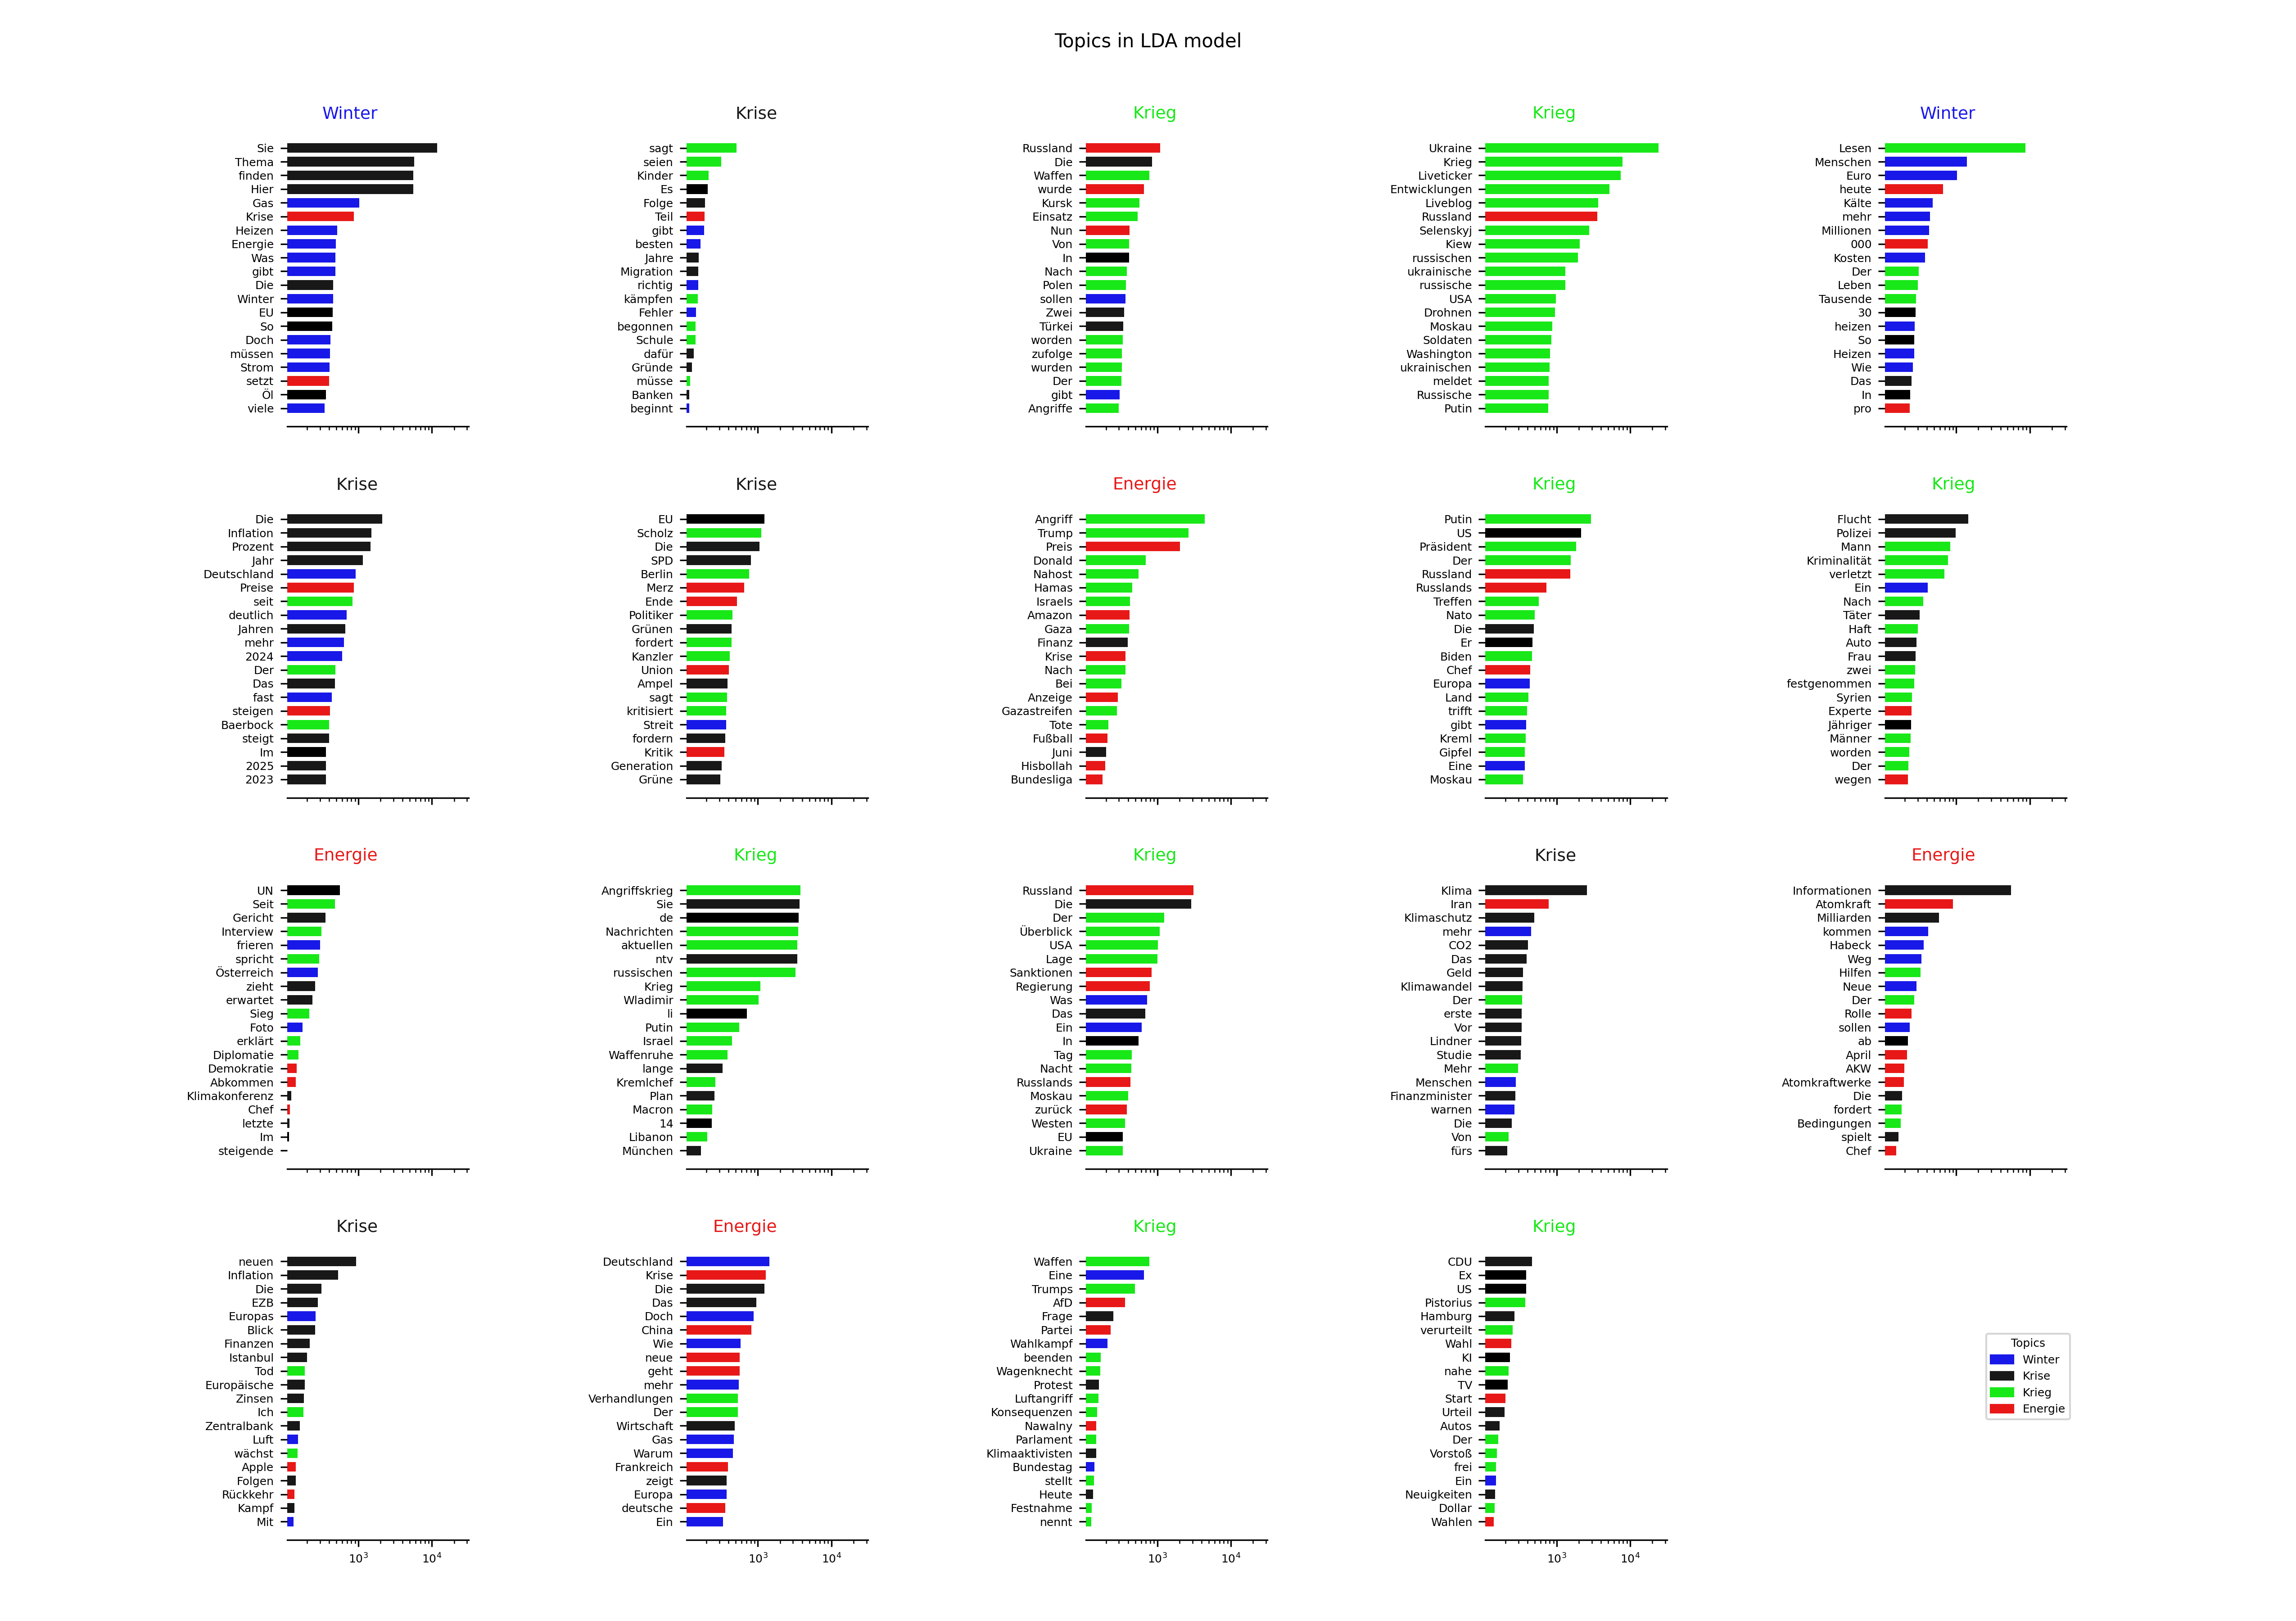 Topics in LDA model
Winter
Sie
Thema
finden
Hier
Gas
Krise
Heizen
Energie
Was
gibt
Die
Winter
EU
So
Doch
müssen
Strom
setzt
Öl
viele
Krise
sagt
seien
Kinder
Es
Folge
Teil
gibt
besten
Jahre
Migration
richtig
kämpfen
Fehler
begonnen
Schule
dafür
Gründe
müsse
Banken
beginnt
Krieg
Russland
Die
Waffen
wurde
Kursk
Einsatz
Nun
Von
In
Nach
Polen
sollen
Zwei
Türkei
worden
zufolge
wurden
Der
gibt
Angriffe
Krieg
Ukraine
Krieg
Liveticker
Entwicklungen
Liveblog
Russland
Selenskyj
Kiew
russischen
ukrainische
russische
USA
Drohnen
Moskau
Soldaten
Washington
ukrainischen
meldet
Russische
Putin
Winter
Lesen
Menschen
Euro
heute
Kälte
mehr
Millionen
000
Kosten
Der
Leben
Tausende
30
heizen
So
Heizen
Wie
Das
In
pro
Krise
Die
Inflation
Prozent
Jahr
Deutschland
Preise
seit
deutlich
Jahren
mehr
2024
Der
Das
fast
steigen
Baerbock
steigt
Im
2025
2023
Krise
EU
Scholz
Die
SPD
Berlin
Merz
Ende
Politiker
Grünen
fordert
Kanzler
Union
Ampel
sagt
kritisiert
Streit
fordern
Kritik
Generation
Grüne
Energie
Angriff
Trump
Preis
Donald
Nahost
Hamas
Israels
Amazon
Gaza
Finanz
Krise
Nach
Bei
Anzeige
Gazastreifen
Tote
Fußball
Juni
Hisbollah
Bundesliga
Krieg
Putin
US
Präsident
Der
Russland
Russlands
Treffen
Nato
Die
Er
Biden
Chef
Europa
Land
trifft
gibt
Kreml
Gipfel
Eine
Moskau
Krieg
Flucht
Polizei
Mann
Kriminalität
verletzt
Ein
Nach
Täter
Haft
Auto
Frau
zwei
festgenommen
Syrien
Experte
Jähriger
Männer
worden
Der
wegen
Energie
UN
Seit
Gericht
Interview
frieren
spricht
Österreich
zieht
erwartet
Sieg
Foto
erklärt
Diplomatie
Demokratie
Abkommen
Klimakonferenz
Chef
letzte
Im
steigende
Krieg
Angriffskrieg
Sie
de
Nachrichten
aktuellen
ntv
russischen
Krieg
Wladimir
li
Putin
Israel
Waffenruhe
lange
Kremlchef
Plan
Macron
14
Libanon
München
Krieg
Russland
Die
Der
Überblick
USA
Lage
Sanktionen
Regierung
Was
Das
Ein
In
Tag
Nacht
Russlands
Moskau
zurück
Westen
EU
Ukraine
Krise
Klima
Iran
Klimaschutz
mehr
CO2
Das
Geld
Klimawandel
Der
erste
Vor
Lindner
Studie
Mehr
Menschen
Finanzminister
warnen
Die
Von
fürs
Energie
Informationen
Atomkraft
Milliarden
kommen
Habeck
Weg
Hilfen
Neue
Der
Rolle
sollen
ab
April
AKW
Atomkraftwerke
Die
fordert
Bedingungen
spielt
Chef
Krise
neuen
Inflation
Die
EZB
Europas
Blick
Finanzen
Istanbul
Tod
Europäische
Zinsen
Ich
Zentralbank
Luft
wächst
Apple
Folgen
Rückkehr
Kampf
Mit
10³ 10⁴
Energie
Deutschland
Krise
Die
Das
Doch
China
Wie
neue
geht
mehr
Verhandlungen
Der
Wirtschaft
Gas
Warum
Frankreich
zeigt
Europa
deutsche
Ein
10³ 10⁴
Krieg
Waffen
Eine
Trumps
AfD
Frage
Partei
Wahlkampf
beenden
Wagenknecht
Protest
Luftangriff
Konsequenzen
Nawalny
Parlament
Klimaaktivisten
Bundestag
stellt
Heute
Festnahme
nennt
10³ 10⁴
Krieg
CDU
Ex
US
Pistorius
Hamburg
verurteilt
Wahl
KI
nahe
TV
Start
Urteil
Autos
Der
Vorstoß
frei
Ein
Neuigkeiten
Dollar
Wahlen
10³ 10⁴
Topics
Winter
Krise
Krieg
Energie